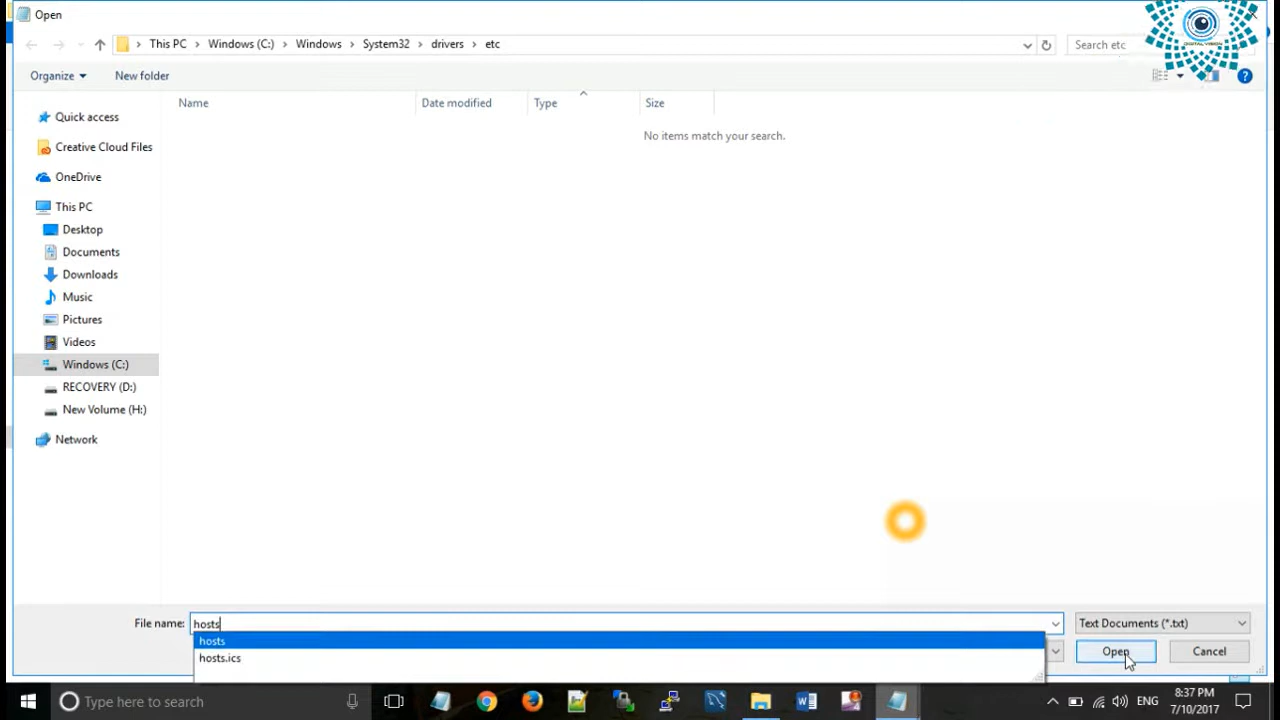 Open
This PC > Windows (C:) > Windows > System32 > drivers > etc
Search etc
DIGITAL VISION
Organize
New folder
Name
Date modified
Type
Size
No items match your search.
Quick access
Creative Cloud Files
OneDrive
This PC
Desktop
Documents
Downloads
Music
Pictures
Videos
Windows (C:)
RECOVERY (D:)
New Volume (H:)
Network
File name:
hosts
Text Documents (*.txt)
hosts
hosts.ics
Open
Cancel
Type here to search
ENG
8:37 PM
7/10/2017